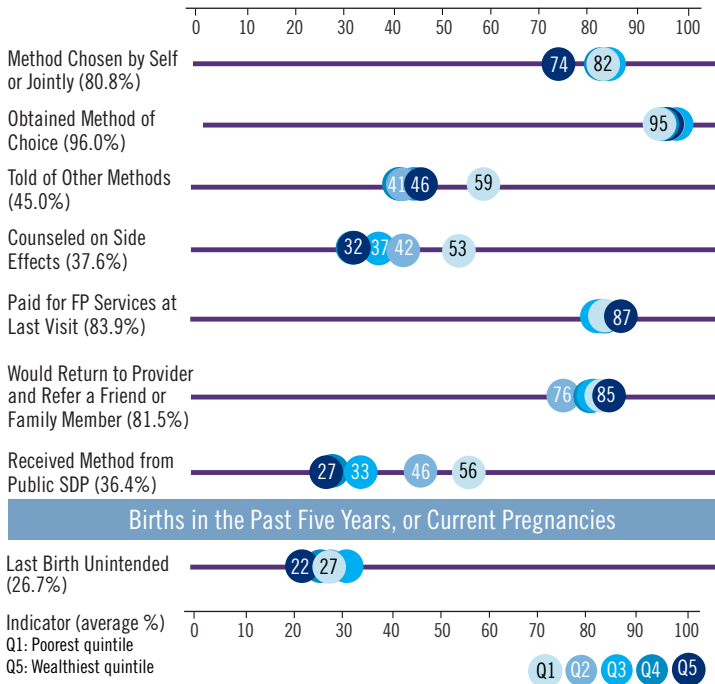 0 10 20 30 40 50 60 70 80 90 100
Method Chosen by Self
or Jointly (80.8%)
74 82
Obtained Method of
Choice (96.0%)
95
Told of Other Methods
(45.0%)
41 46 59
Counseled on Side
Effects (37.6%)
32 37 42 53
Paid for FP Services at
Last Visit (83.9%)
87
Would Return to Provider
and Refer a Friend or
Family Member (81.5%)
76 85
Received Method from
Public SDP (36.4%)
27 33 46 56
Births in the Past Five Years, or Current Pregnancies
Last Birth Unintended
(26.7%)
22 27
Indicator (average %)
0 10 20 30 40 50 60 70 80 90 100
Q1: Poorest quintile
Q5: Wealthiest quintile
Q1 Q2 Q3 Q4 Q5